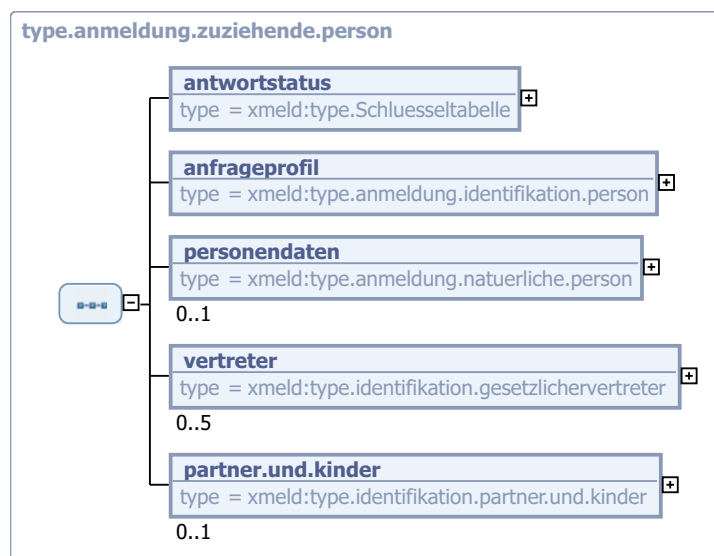 type.anmeldung.zuziehende.person
antwortstatus
type = xmeld:type.Schluesseltabelle
anfrageprofil
type = xmeld:type.anmeldung.identifikation.person
personendaten
type = xmeld:type.anmeldung.natuerliche.person
0..1
vertreter
type = xmeld:type.identifikation.gesetzlichervertreter
0..5
partner.und.kinder
type = xmeld:type.identifikation.partner.und.kinder
0..1